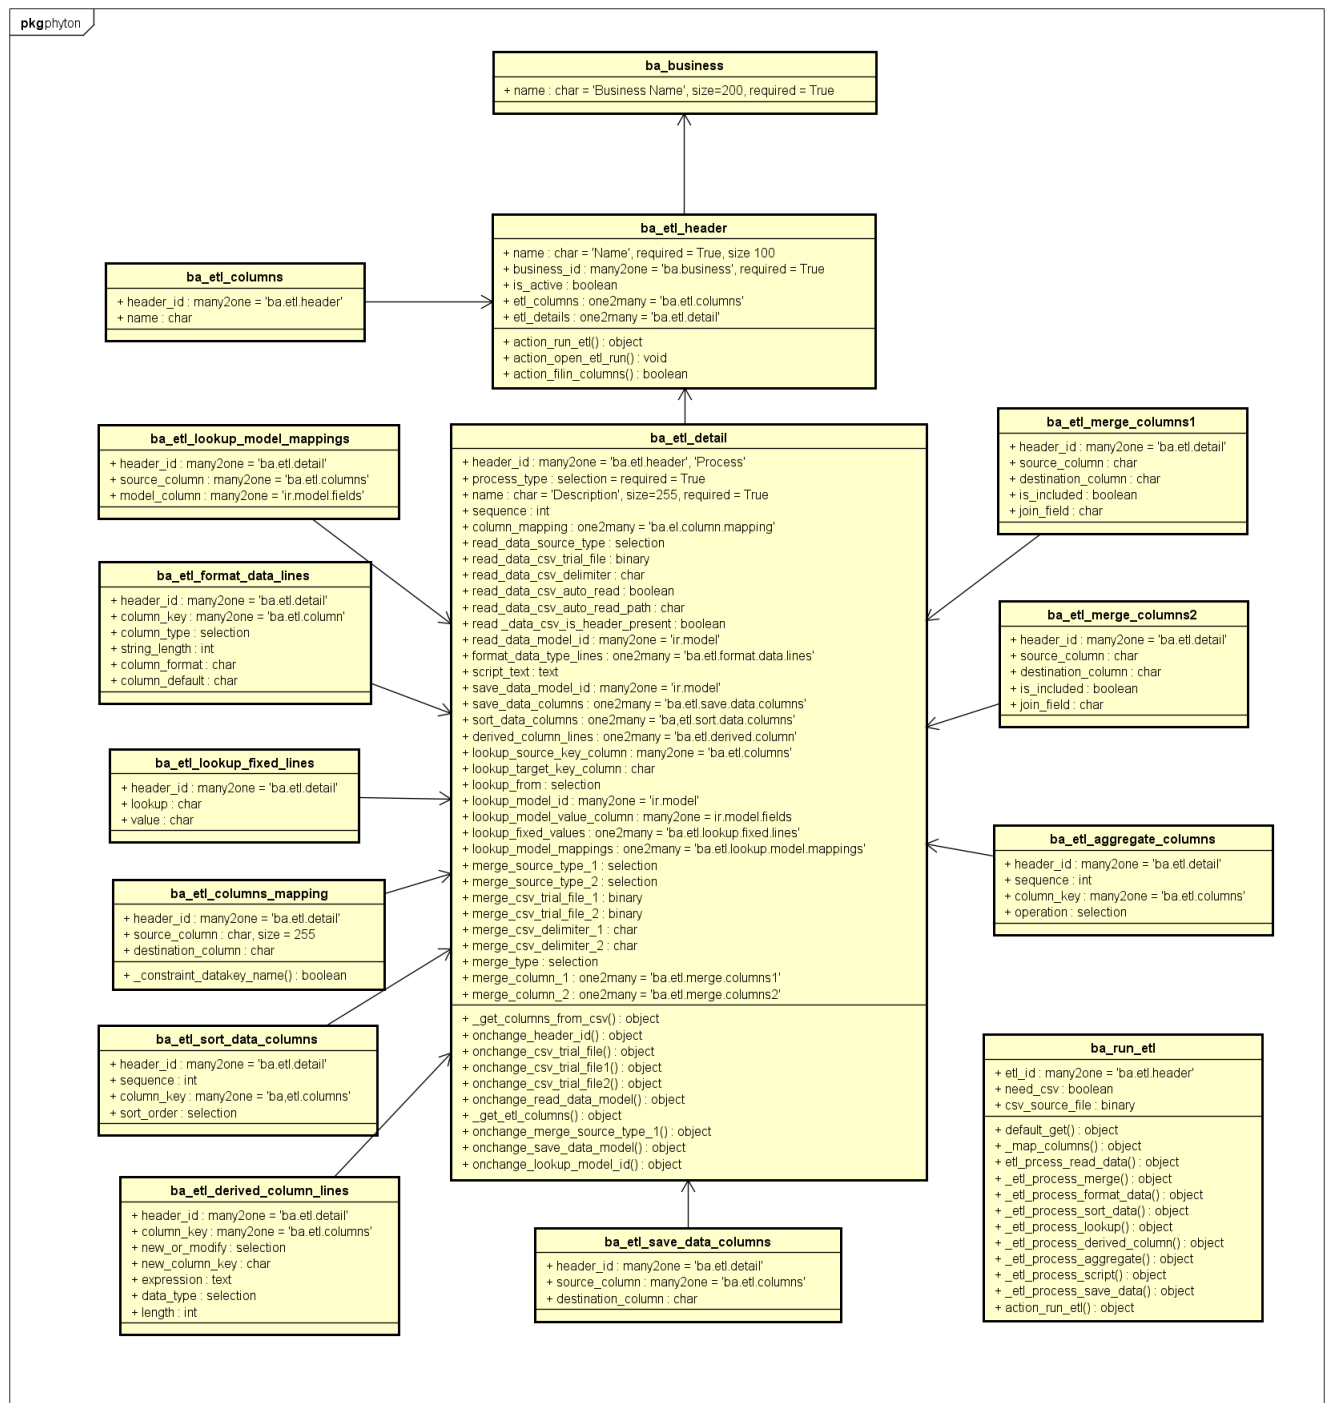 pkg phyton
ba_business
+ name : char = 'Business Name', size=200, required = True
ba_etl_header
+ name : char = 'Name', required = True, size 100
+ business_id : many2one = 'ba.business', required = True
+ is_active : boolean
+ etl_columns : one2many = 'ba.etl.columns'
+ etl_details : one2many = 'ba.etl.detail'
+ action_run_etl() : object
+ action_open_etl_run() : void
+ action_filin_columns() : boolean
ba_etl_columns
+ header_id : many2one = 'ba.etl.header'
+ name : char
ba_etl_lookup_model_mappings
+ header_id : many2one = 'ba.etl.detail'
+ source_column : many2one = 'ba.etl.columns'
+ model_column : many2one = 'ir.model.fields'
ba_etl_format_data_lines
+ header_id : many2one = 'ba.etl.detail'
+ column_key : many2one = 'ba.etl.column'
+ column_type : selection
+ string_length : int
+ column_format : char
+ column_default : char
ba_etl_lookup_fixed_lines
+ header_id : many2one = 'ba.etl.detail'
+ lookup : char
+ value : char
ba_etl_columns_mapping
+ header_id : many2one = 'ba.etl.detail'
+ source_column : char, size = 255
+ destination_column : char
+ _constraint_datakey_name() : boolean
ba_etl_sort_data_columns
+ header_id : many2one = 'ba.etl.detail'
+ sequence : int
+ column_key : many2one = 'ba,etl.columns'
+ sort_order : selection
ba_etl_derived_column_lines
+ header_id : many2one = 'ba.etl.detail'
+ column_key : many2one = 'ba.etl.columns'
+ new_or_modify : selection
+ new_column_key : char
+ expression : text
+ data_type : selection
+ length : int
ba_etl_detail
+ header_id : many2one = 'ba.etl.header', 'Process'
+ process_type : selection = required = True
+ name : char = 'Description', size=255, required = True
+ sequence : int
+ column_mapping : one2many = 'ba.el.column.mapping'
+ read_data_source_type : selection
+ read_data_csv_trial_file : binary
+ read_data_csv_delimiter : char
+ read_data_csv_auto_read : boolean
+ read_data_csv_auto_read_path : char
+ read _data_csv_is_header_present : boolean
+ read_data_model_id : many2one = 'ir.model'
+ format_data_type_lines : one2many = 'ba.etl.format.data.lines'
+ script_text : text
+ save_data_model_id : many2one = 'ir.model'
+ save_data_columns : one2many = 'ba.etl.save.data.columns'
+ sort_data_columns : one2many = 'ba,etl.sort.data.columns'
+ derived_column_lines : one2many = 'ba.etl.derived.column'
+ lookup_source_key_column : many2one = 'ba.etl.columns'
+ lookup_target_key_column : char
+ lookup_from : selection
+ lookup_model_id : many2one = 'ir.model'
+ lookup_model_value_column : many2one = ir.model.fields
+ lookup_fixed_values : one2many = 'ba.etl.lookup.fixed.lines'
+ lookup_model_mappings : one2many = 'ba.etl.lookup.model.mappings'
+ merge_source_type_1 : selection
+ merge_source_type_2 : selection
+ merge_csv_trial_file_1 : binary
+ merge_csv_trial_file_2 : binary
+ merge_csv_delimiter_1 : char
+ merge_csv_delimiter_2 : char
+ merge_type : selection
+ merge_column_1 : one2many = 'ba.etl.merge.columns1'
+ merge_column_2 : one2many = 'ba.etl.merge.columns2'
+ _get_columns_from_csv() : object
+ onchange_header_id() : object
+ onchange_csv_trial_file() : object
+ onchange_csv_trial_file1() : object
+ onchange_csv_trial_file2() : object
+ onchange_read_data_model() : object
+ _get_etl_columns() : object
+ onchange_merge_source_type_1() : object
+ onchange_save_data_model() : object
+ onchange_lookup_model_id() : object
ba_etl_save_data_columns
+ header_id : many2one = 'ba.etl.detail'
+ source_column : many2one = 'ba.etl.columns'
+ destination_column : char
ba_etl_merge_columns1
+ header_id : many2one = 'ba.etl.detail'
+ source_column : char
+ destination_column : char
+ is_included : boolean
+ join_field : char
ba_etl_merge_columns2
+ header_id : many2one = 'ba.etl.detail'
+ source_column : char
+ destination_column : char
+ is_included : boolean
+ join_field : char
ba_etl_aggregate_columns
+ header_id : many2one = 'ba.etl.detail'
+ sequence : int
+ column_key : many2one = 'ba.etl.columns'
+ operation : selection
ba_run_etl
+ etl_id : many2one = 'ba.etl.header'
+ need_csv : boolean
+ csv_source_file : binary
+ default_get() : object
+ _map_columns() : object
+ etl_prcess_read_data() : object
+ _etl_process_merge() : object
+ _etl_process_format_data() : object
+ _etl_process_sort_data() : object
+ _etl_process_lookup() : object
+ _etl_process_derived_column() : object
+ _etl_process_aggregate() : object
+ _etl_process_script() : object
+ _etl_process_save_data() : object
+ action_run_etl() : object